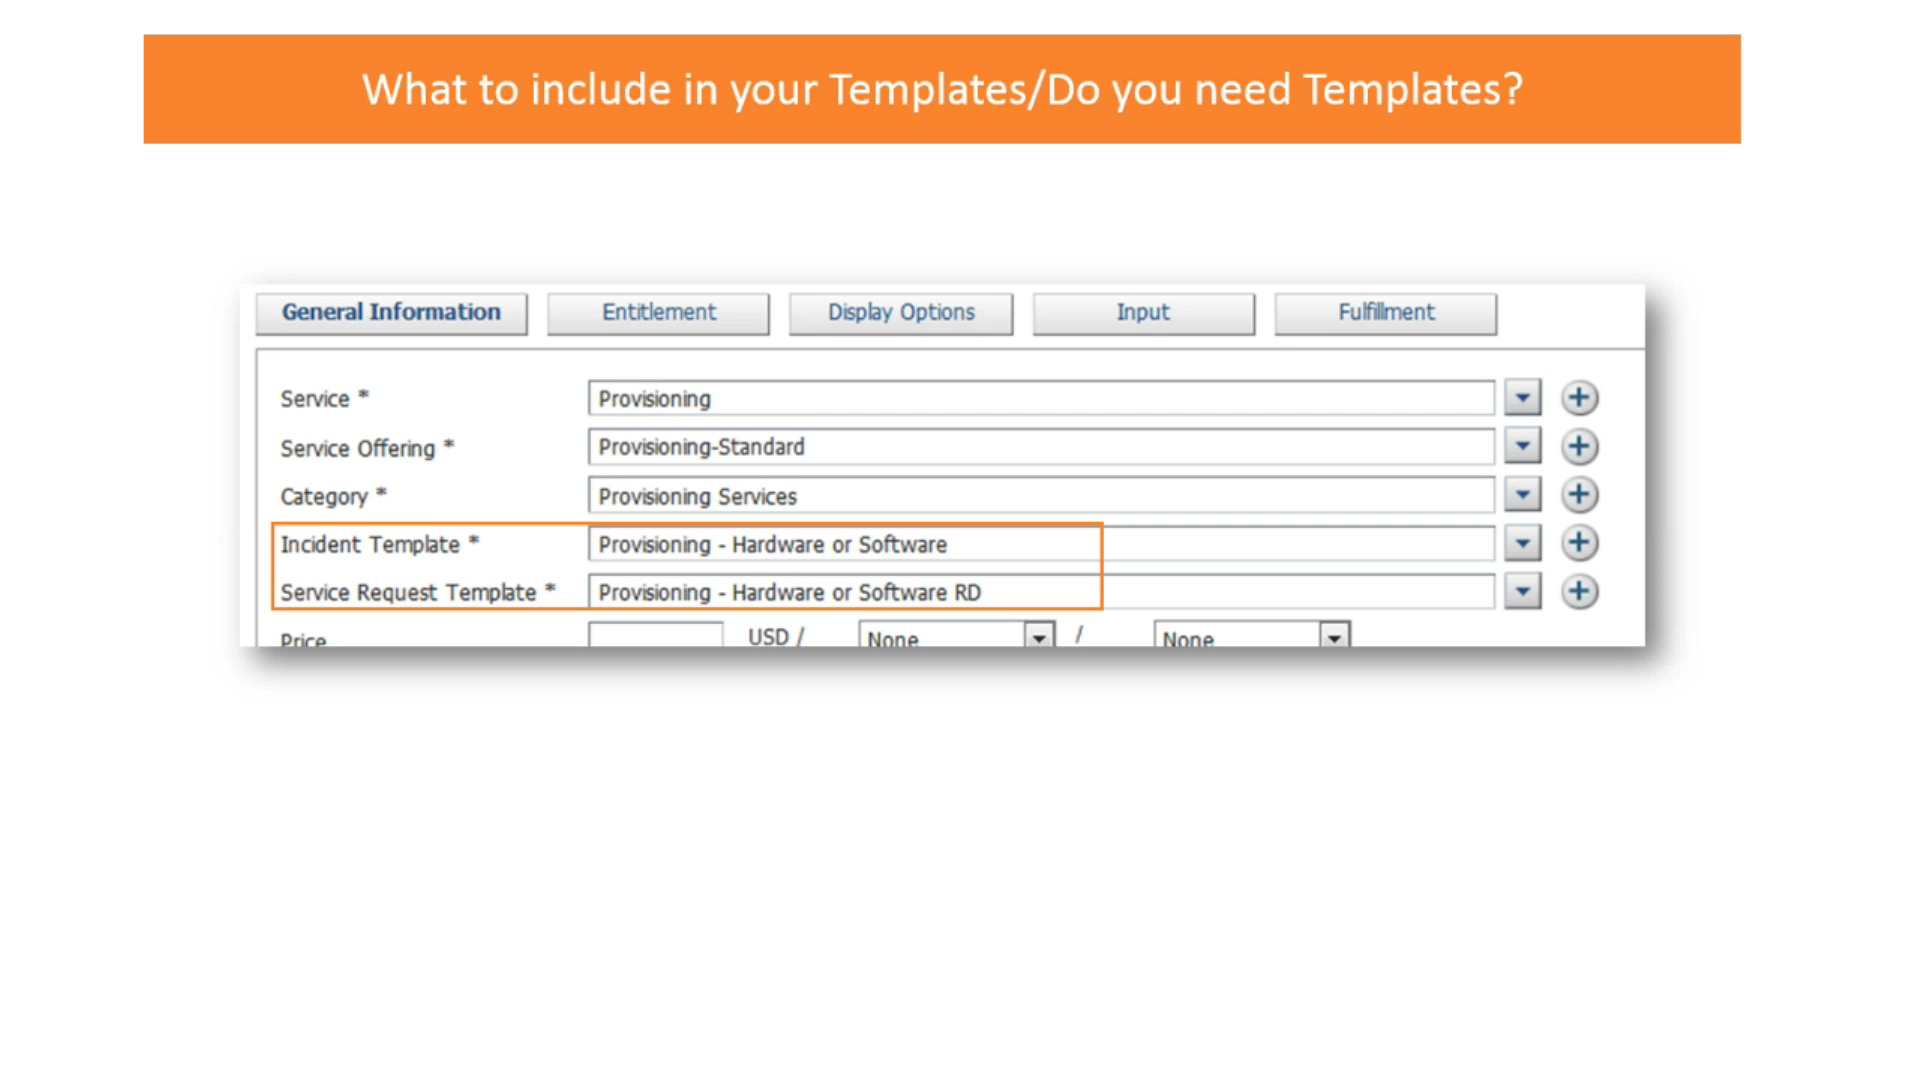 What to include in your Templates/Do you need Templates?
General Information Entitlement Display Options Input Fulfillment
Service * Provisioning
Service Offering * Provisioning-Standard
Category * Provisioning Services
Incident Template * Provisioning - Hardware or Software
Service Request Template * Provisioning - Hardware or Software RD
Price USD / None / None